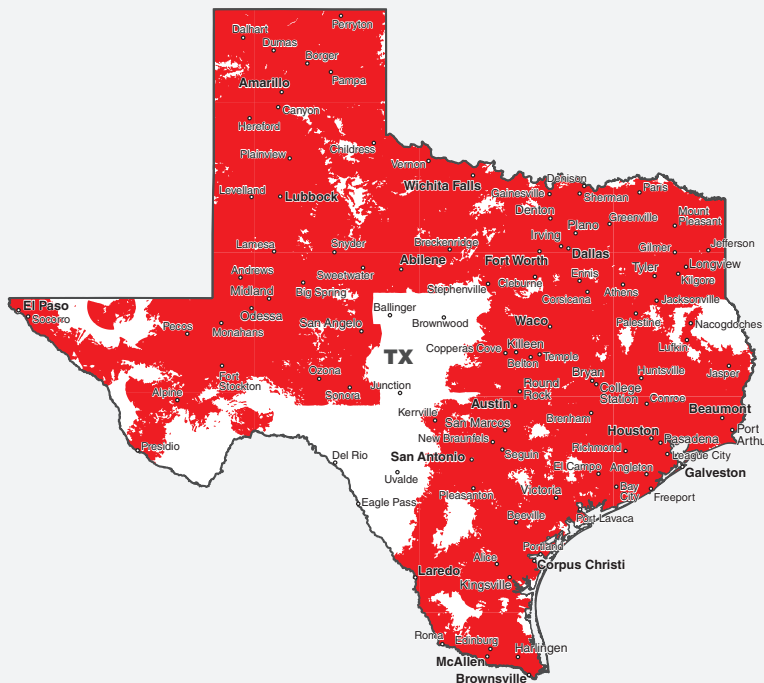 Perryton
Dalhart
Dumas
Borger
Pampa
Amarillo
Canyon
Hereford
Childress
Plainview
Vernon
Wichita Falls
Denison
Gainesville
Sherman
Paris
Levelland
Lubbock
Denton
Greenville
Mount
Pleasant
Plano
Irving
Lamesa
Snyder
Breckenridge
Dallas
Gilmer
Jefferson
Abilene
Fort Worth
Longview
Andrews
Sweetwater
Cleburne
Ennis
Tyler
Kilgore
Midland
Big Spring
Stephenville
Corsicana
Athens
Jacksonville
El Paso
Socorro
Odessa
Ballinger
Brownwood
Waco
Palestine
Nacogdoches
Pecos
Monahans
San Angelo
TX
Copperas Cove
Killeen
Belton
Temple
Lufkin
Fort
Stockton
Ozona
Sonora
Junction
Round
Rock
Bryan
College
Station
Huntsville
Jasper
Alpine
Kerrville
Austin
Conroe
Beaumont
San Marcos
Brenham
Houston
Port
Arthur
Presidio
New Braunfels
Richmond
Pasadena
Del Rio
San Antonio
Seguin
League City
Uvalde
El Campo
Angleton
Galveston
Eagle Pass
Pleasanton
Victoria
Bay
City
Freeport
Beeville
Port Lavaca
Portland
Alice
Corpus Christi
Laredo
Kingsville
Roma
Edinburg
Harlingen
McAllen
Brownsville